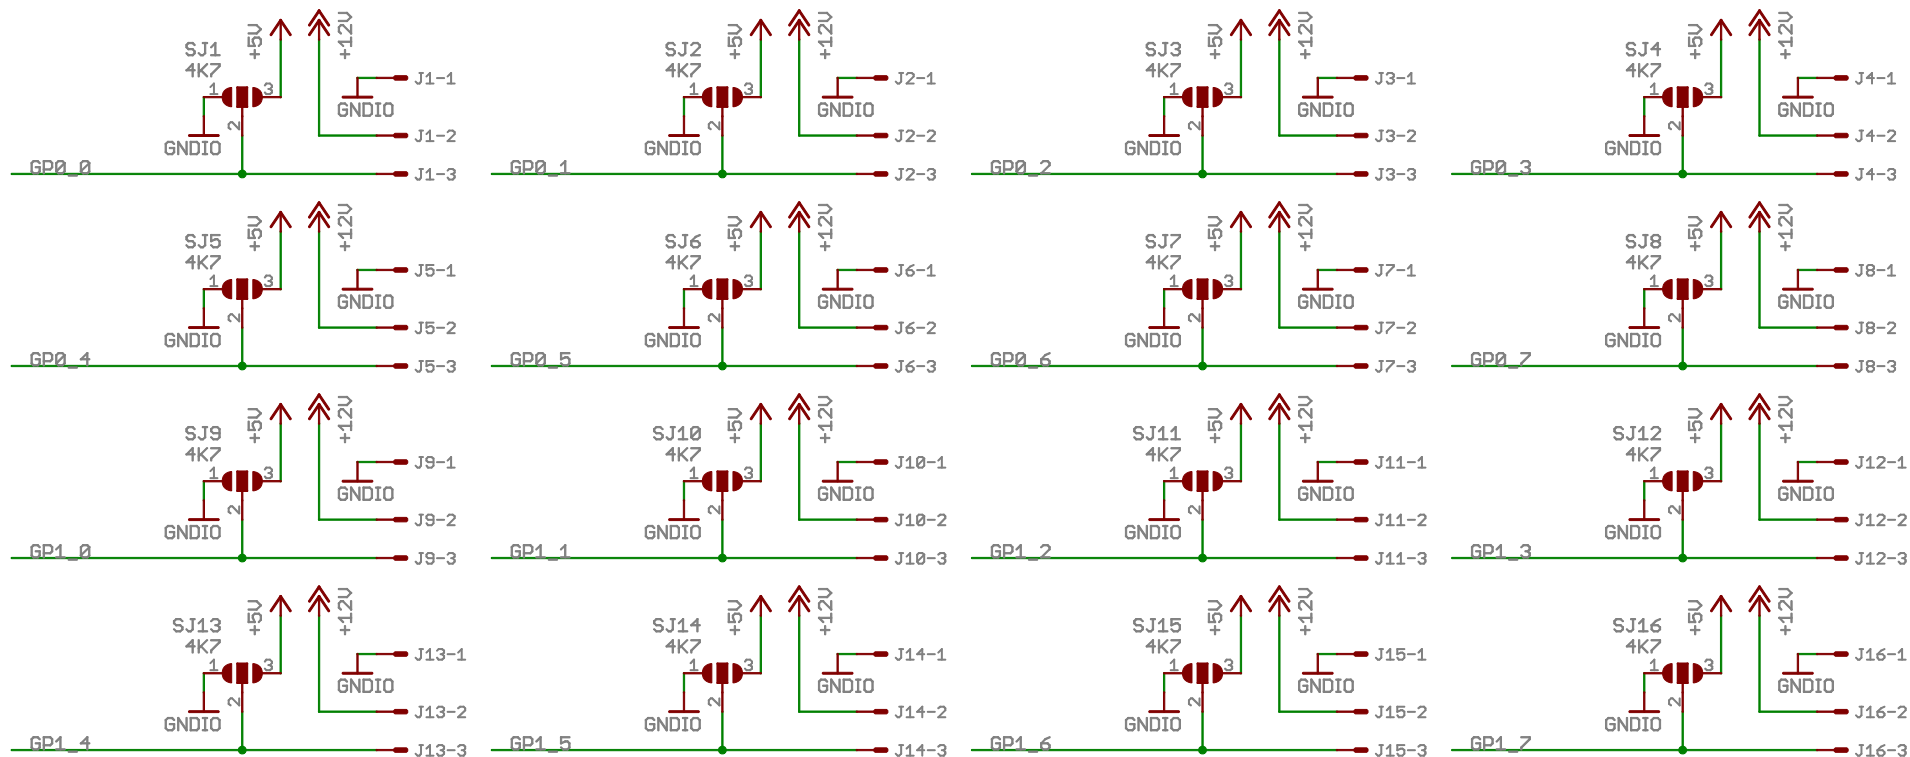 SJ1
4K7
1
3
2
GNDIO
+5V
+12V
J1-1
GNDIO
J1-2
GP0_0
J1-3
SJ2
4K7
1
3
2
GNDIO
+5V
+12V
J2-1
GNDIO
J2-2
GP0_1
J2-3
SJ3
4K7
1
3
2
GNDIO
+5V
+12V
J3-1
GNDIO
J3-2
GP0_2
J3-3
SJ4
4K7
1
3
2
GNDIO
+5V
+12V
J4-1
GNDIO
J4-2
GP0_3
J4-3
SJ5
4K7
1
3
2
GNDIO
+5V
+12V
J5-1
GNDIO
J5-2
GP0_4
J5-3
SJ6
4K7
1
3
2
GNDIO
+5V
+12V
J6-1
GNDIO
J6-2
GP0_5
J6-3
SJ7
4K7
1
3
2
GNDIO
+5V
+12V
J7-1
GNDIO
J7-2
GP0_6
J7-3
SJ8
4K7
1
3
2
GNDIO
+5V
+12V
J8-1
GNDIO
J8-2
GP0_7
J8-3
SJ9
4K7
1
3
2
GNDIO
+5V
+12V
J9-1
GNDIO
J9-2
GP1_0
J9-3
SJ10
4K7
1
3
2
GNDIO
+5V
+12V
J10-1
GNDIO
J10-2
GP1_1
J10-3
SJ11
4K7
1
3
2
GNDIO
+5V
+12V
J11-1
GNDIO
J11-2
GP1_2
J11-3
SJ12
4K7
1
3
2
GNDIO
+5V
+12V
J12-1
GNDIO
J12-2
GP1_3
J12-3
SJ13
4K7
1
3
2
GNDIO
+5V
+12V
J13-1
GNDIO
J13-2
GP1_4
J13-3
SJ14
4K7
1
3
2
GNDIO
+5V
+12V
J14-1
GNDIO
J14-2
GP1_5
J14-3
SJ15
4K7
1
3
2
GNDIO
+5V
+12V
J15-1
GNDIO
J15-2
GP1_6
J15-3
SJ16
4K7
1
3
2
GNDIO
+5V
+12V
J16-1
GNDIO
J16-2
GP1_7
J16-3